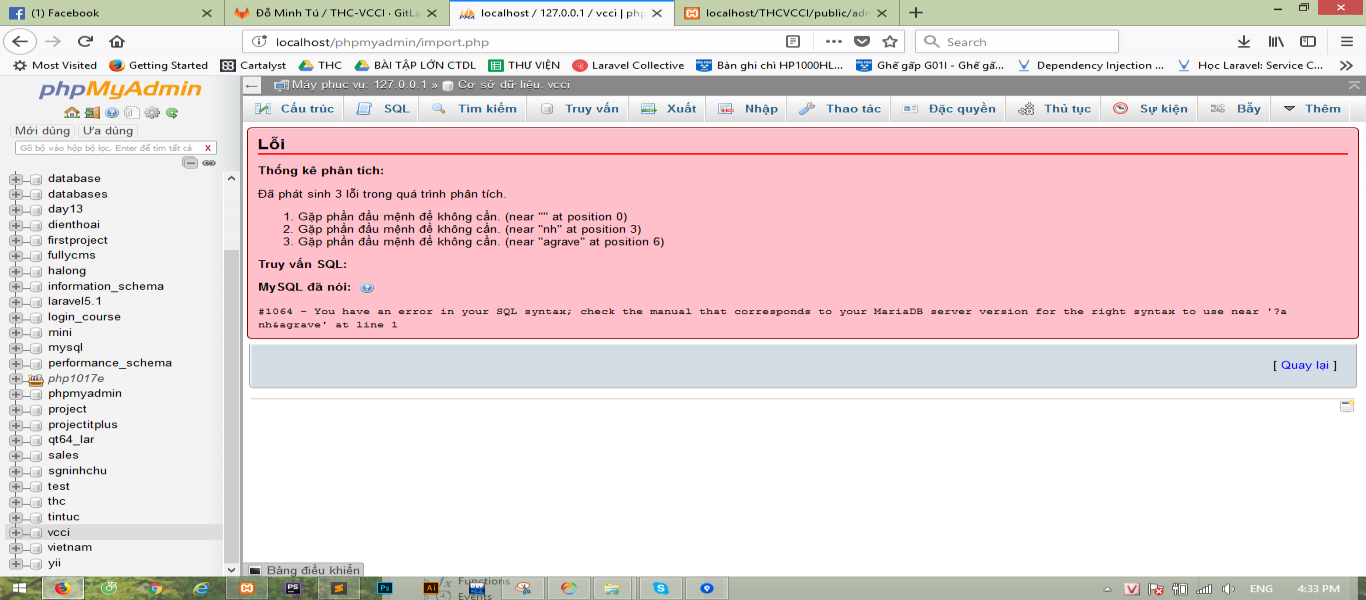 (1) Facebook
Đỗ Minh Tú / THC-VCCI · GitLa
localhost / 127.0.0.1 / vcci | php
localhost/THCVCCI/public/adn
localhost/phpmyadmin/import.php
Search
Most Visited
Getting Started
Cartalyst
THC
BÀI TẬP LỚN CTDL
THƯ VIỆN
Laravel Collective
Bàn ghi chi HP1000HL...
Ghế gấp G01I - Ghế gấ...
Dependency Injection ...
Học Laravel: Service C...
phpMyAdmin
Mới dùng
Ưa dùng
Gõ bộ vào hộp bộ lọc, Enter để tìm tất cả
X
database
databases
day13
dienthoai
firstproject
fullycms
halong
information_schema
laravel5.1
login_course
mini
mysql
performance_schema
php1017e
phpmyadmin
project
projectitplus
qt64_lar
sales
sgninhchu
test
thc
tintuc
vcci
vietnam
yii
Máy phục vụ: 127.0.0.1 » Cơ sở dữ liệu: vcci
Cấu trúc
SQL
Tìm kiếm
Truy vấn
Xuất
Nhập
Thao tác
Đặc quyền
Thủ tục
Sự kiện
Bẫy
Thêm
Lỗi
Thống kê phân tích:
Đã phát sinh 3 lỗi trong quá trình phân tích.
1. Gặp phần đầu mệnh đề không cần. (near "" at position 0)
2. Gặp phần đầu mệnh đề không cần. (near "nh" at position 3)
3. Gặp phần đầu mệnh đề không cần. (near "agrave" at position 6)
Truy vấn SQL:
MySQL đã nói:
#1064 - You have an error in your SQL syntax; check the manual that corresponds to your MariaDB server version for the right syntax to use near '?a
nh&agrave' at line 1
[ Quay lại ]
Bảng điều khiển
Functions
Events
ENG
4:33 PM